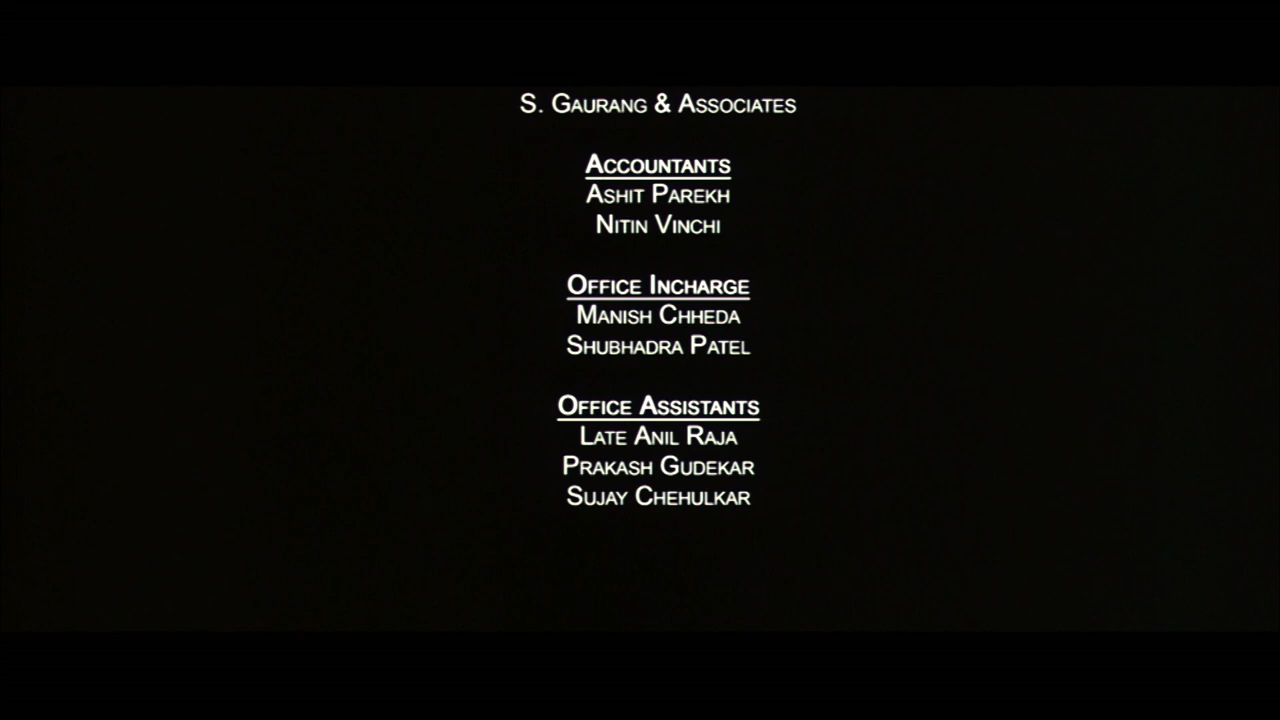 S. Gaurang & Associates
Accountants
Ashit Parekh
Nitin Vinchi
Office Incharge
Manish Chheda
Shubhadra Patel
Office Assistants
Late Anil Raja
Prakash Gudekar
Sujay Chehulkar